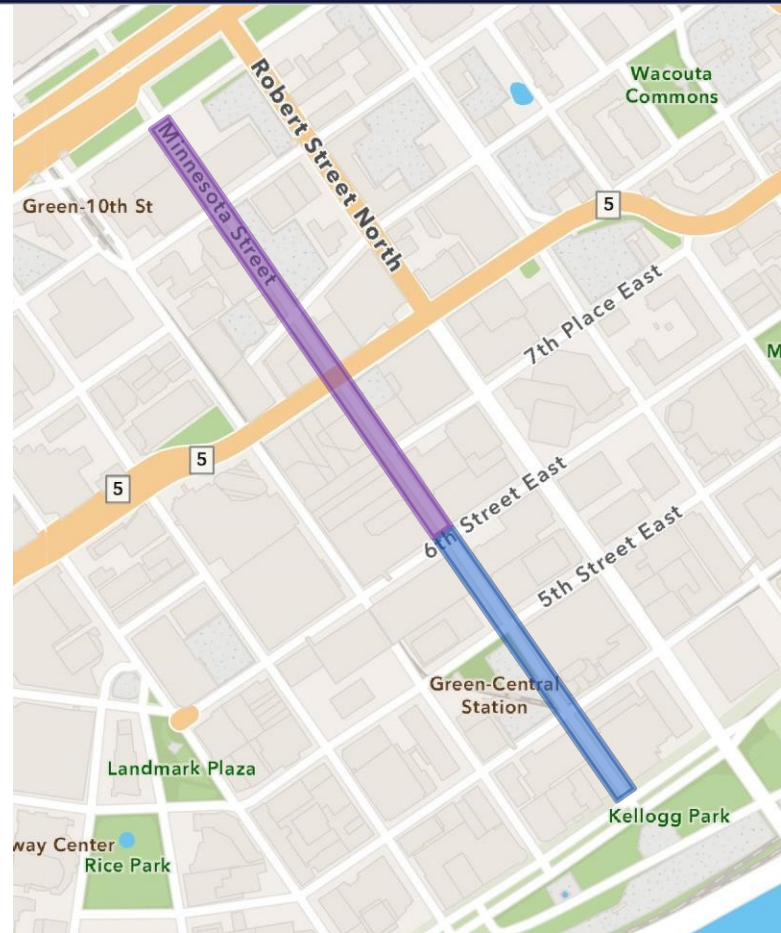 Wacouta
Commons
Robert Street North
Minnesota Street
Green-10th St
5
7th Place East
5
5
6th Street East
5th Street East
Green-Central
Station
Landmark Plaza
Kellogg Park
way Center
Rice Park
M